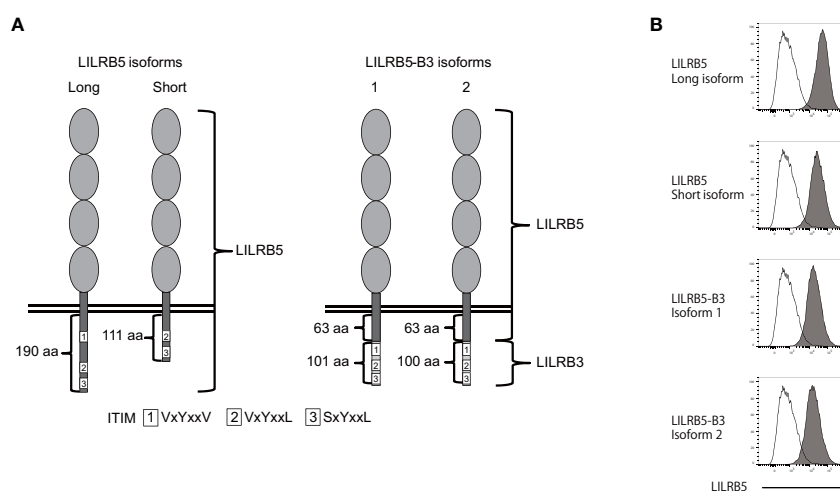 A
LILRB5 isoforms
Long Short
LILRB5
190 aa
111 aa
1
2
3
2
3
LILRB5-B3 isoforms
1 2
LILRB5
63 aa 63 aa
101 aa 100 aa
LILRB3
1 1
2 2
3 3
ITIM 1 VxYxxV 2 VxYxxL 3 SxYxxL
B
LILRB5
Long isoform
LILRB5
Short isoform
LILRB5-B3
Isoform 1
LILRB5-B3
Isoform 2
LILRB5